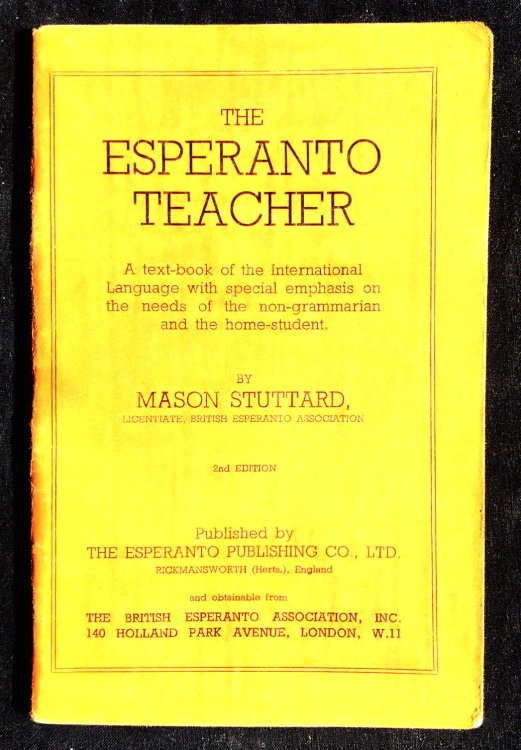 THE
ESPERANTO
TEACHER
A text-book of the International
Language with special emphasis on
the needs of the non-grammarian
and the home-student.
BY
MASON STUTTARD,
LICENTIATE, BRITISH ESPERANTO ASSOCIATION
2nd EDITION
Published by
THE ESPERANTO PUBLISHING CO., LTD.
RICKMANSWORTH (Herts.), England
and obtainable from
THE BRITISH ESPERANTO ASSOCIATION, INC.
140 HOLLAND PARK AVENUE, LONDON, W.11